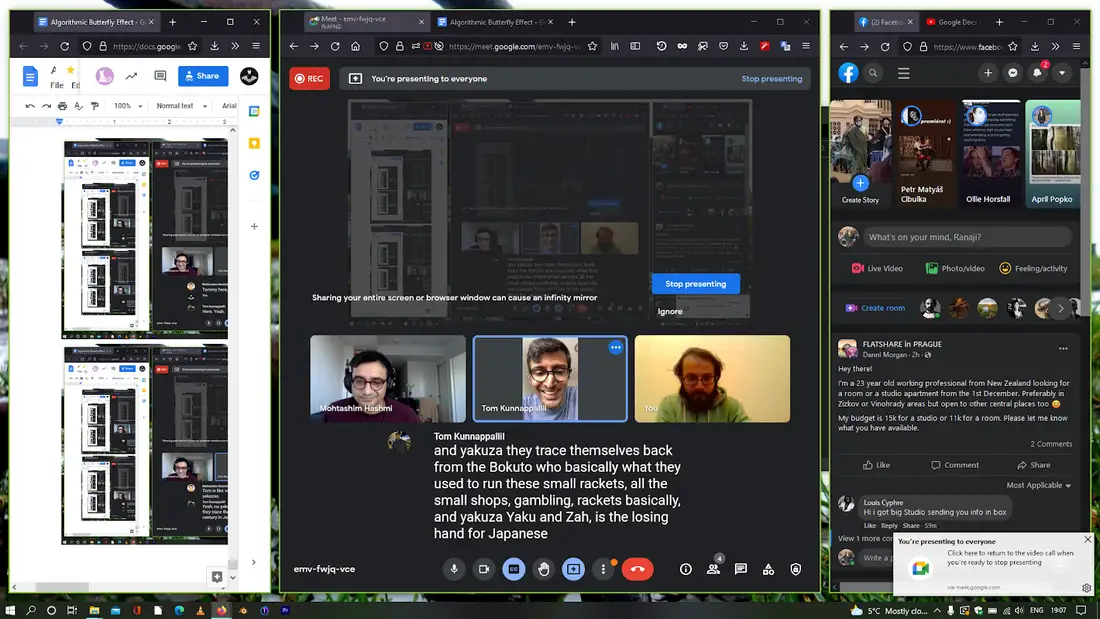 Algorithmic Butterfly Effect - G
https://docs.google
File
Ed
Share
100%
Normal text
Arial
Meet - emv-fwjq-vce
PLAYING
Algorithmic Butterfly Effect - Go
https://meet.google.com/emv-fwjq-vc
REC
You're presenting to everyone
Stop presenting
Sharing your entire screen or browser window can cause an infinity mirror
Stop presenting
Ignore
Mohtashim Hashmi
Tom Kunnappallil
You
Tom Kunnappallil
and yakuza they trace themselves back
from the Bokuto who basically what they
used to run these small rackets, all the
small shops, gambling, rackets basically,
and yakuza Yaku and Zah, is the losing
hand for Japanese
emv-fwjq-vce
4
(2) Facebook
Google Docs
https://www.facebo
2
Create Story
Petr Matyáš
Cibulka
Ollie Horsfall
April Popko
What's on your mind, Ranaji?
Live Video
Photo/video
Feeling/activity
Create room
FLATSHARE in PRAGUE
Danni Morgan · 2h ·
Hey there!
I'm a 23 year old working professional from New Zealand looking for
a room or a studio apartment from the 1st December. Preferably in
Zizkov or Vinohrady areas but open to other central places too 😄
My budget is 15k for a studio or 11k for a room. Please let me know
what you have available.
2 Comments
Like
Comment
Share
Most Applicable
Louis Cyphre
Hi i got big Studio sending you info in box
Like · Reply · Share · 59m
View 1 more co
Write a p
You're presenting to everyone
Click here to return to the video call when
you're ready to stop presenting
via meet.google.com
5°C Mostly clo...
ENG
19:07